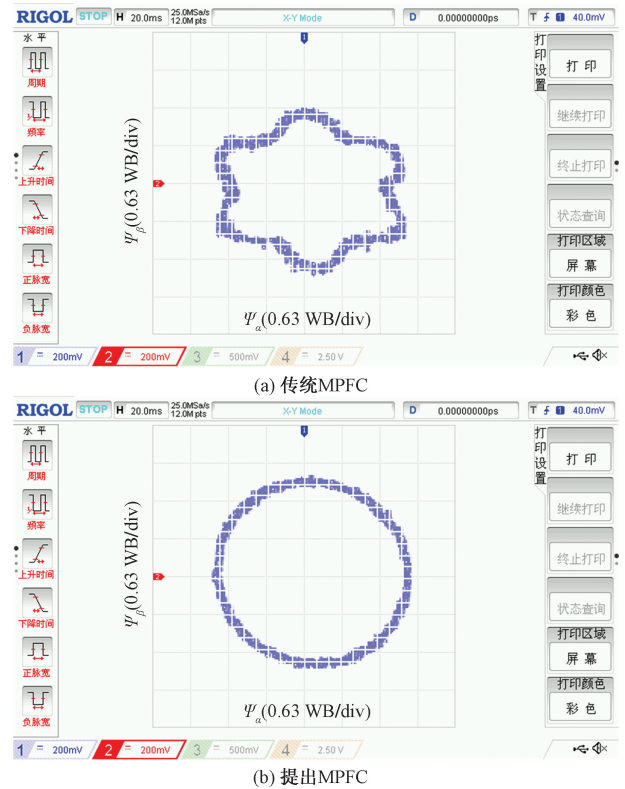 RIGOL STOP H 20.0ms 25.0MSa/s 12.0M pts X-Y Mode D 0.00000000ps T 1 40.0mV
水 平
周期
频率
上升时间
下降时间
正脉宽
负脉宽
1
2
Ψβ(0.63 WB/div)
Ψα(0.63 WB/div)
打印设置
打 印
继续打印
终止打印
状态查询
打印区域
屏 幕
打印颜色
彩 色
1 = 200mV 2 = 200mV 3 = 500mV 4 = 2.50 V
(a) 传统MPFC
RIGOL STOP H 20.0ms 25.0MSa/s 12.0M pts X-Y Mode D 0.00000000ps T 1 40.0mV
水 平
周期
频率
上升时间
下降时间
正脉宽
负脉宽
1
2
Ψβ(0.63 WB/div)
Ψα(0.63 WB/div)
打印设置
打 印
继续打印
终止打印
状态查询
打印区域
屏 幕
打印颜色
彩 色
1 = 200mV 2 = 200mV 3 = 500mV 4 = 2.50 V
(b) 提出MPFC